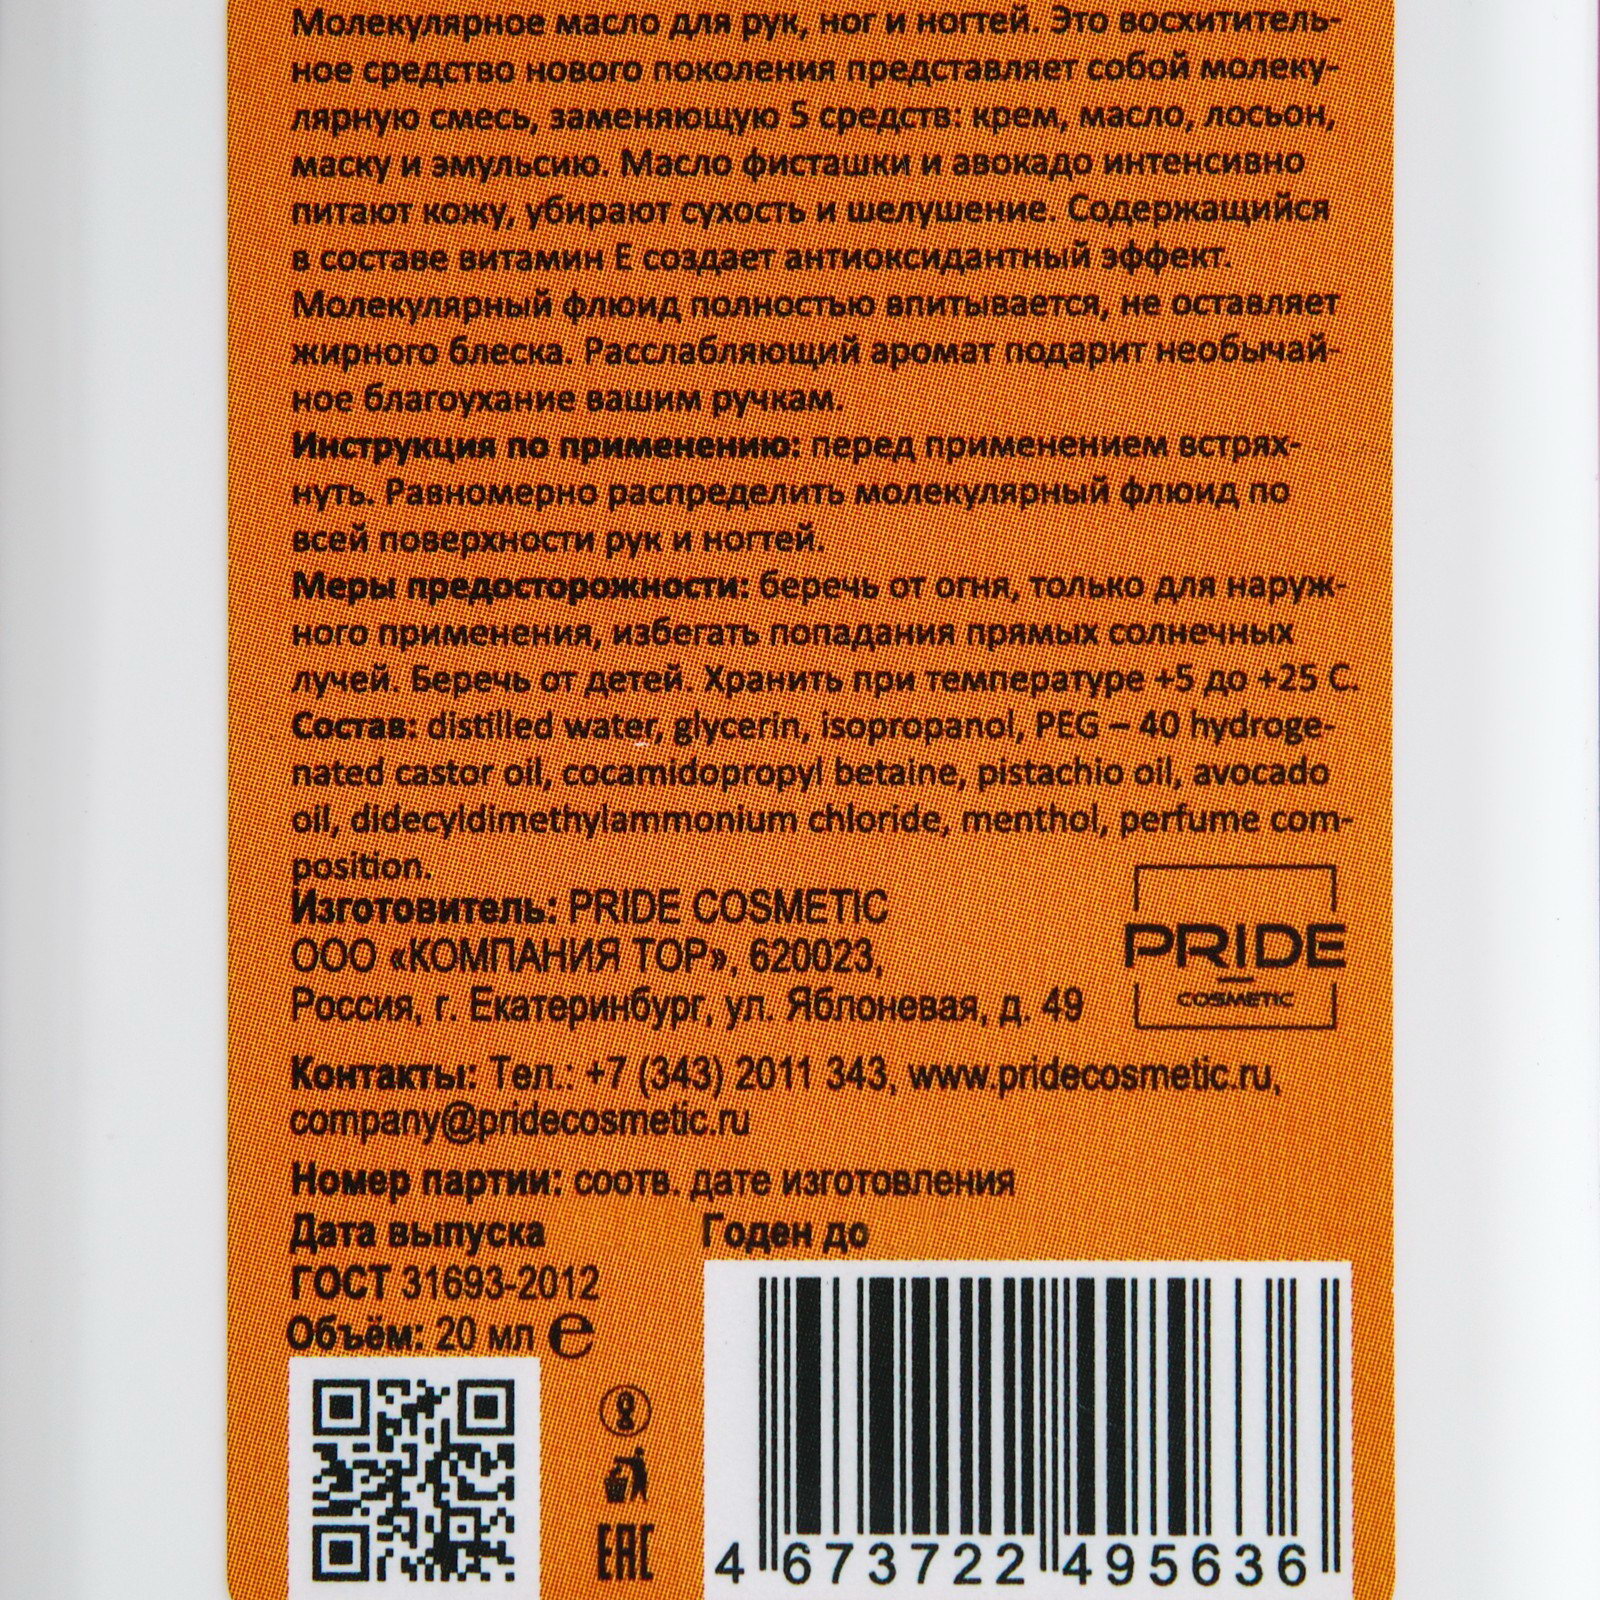 Молекулярное масло для рук, ног и ногтей. Это восхититель-
ное средство нового поколения представляет собой молеку-
лярную смесь, заменяющую 5 средств: крем, масло, лосьон,
маску и эмульсию. Масло фисташки и авокадо интенсивно
питают кожу, убирают сухость и шелушение. Содержащийся
в составе витамин Е создает антиоксидантный эффект.
Молекулярный флюид полностью впитывается, не оставляет
жирного блеска. Расслабляющий аромат подарит необычай-
ное благоухание вашим ручкам.
Инструкция по применению: перед применением встрях-
нуть. Равномерно распределить молекулярный флюид по
всей поверхности рук и ногтей.
Меры предосторожности: беречь от огня, только для наруж-
ного применения, избегать попадания прямых солнечных
лучей. Беречь от детей. Хранить при температуре +5 до +25 С.
Состав: distilled water, glycerin, isopropanol, PEG – 40 hydroge-
nated castor oil, cocamidopropyl betaine, pistachio oil, avocado
oil, didecyldimethylammonium chloride, menthol, perfume com-
position.
Изготовитель: PRIDE COSMETIC
ООО «КОМПАНИЯ ТОР», 620023,
Россия, г. Екатеринбург, ул. Яблоневая, д. 49
PRIDE
COSMETIC
Контакты: Тел.: +7 (343) 2011 343, www.pridecosmetic.ru,
company@pridecosmetic.ru
Номер партии: соотв. дате изготовления
Дата выпуска Годен до
ГОСТ 31693-2012
Объём: 20 мл ℮
EAC
4 673722 495636